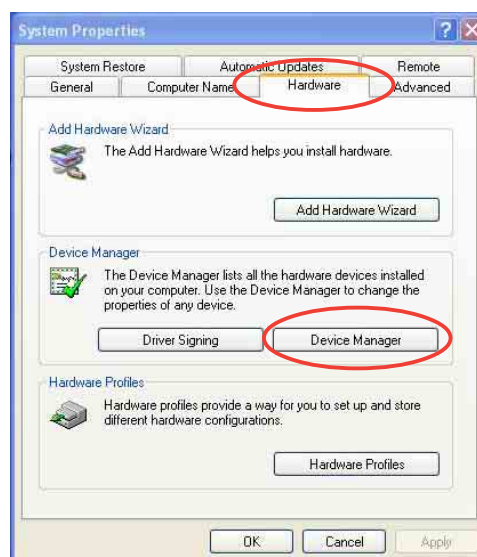 System Properties
System Restore Automatic Updates Remote
General Computer Name Hardware Advanced
Add Hardware Wizard
The Add Hardware Wizard helps you install hardware.
Add Hardware Wizard
Device Manager
The Device Manager lists all the hardware devices installed
on your computer. Use the Device Manager to change the
properties of any device.
Driver Signing Device Manager
Hardware Profiles
Hardware profiles provide a way for you to set up and store
different hardware configurations.
Hardware Profiles
OK Cancel Apply